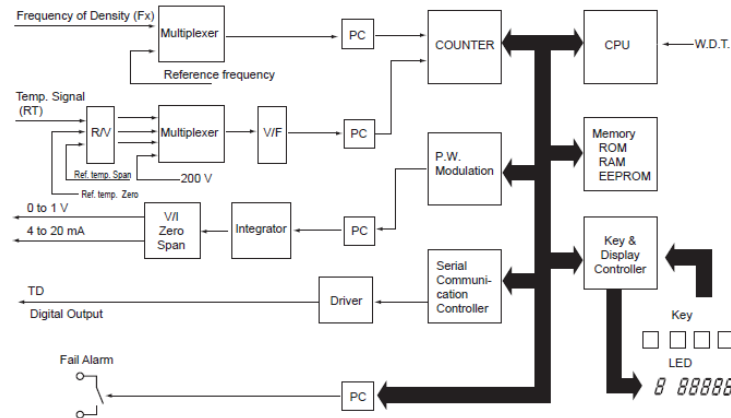 Frequency of Density (Fx)
Multiplexer
PC
COUNTER
CPU
W.D.T.
Reference frequency
Temp. Signal
(RT)
R/V
Multiplexer
V/F
PC
Ref. temp. Span
200 V
Ref. temp. Zero
P.W.
Modulation
Memory
ROM
RAM
EEPROM
0 to 1 V
4 to 20 mA
V/I
Zero
Span
Integrator
PC
Key &
Display
Controller
Serial
Communi-
cation
Controller
TD
Digital Output
Driver
Key
LED
8 88888
Fail Alarm
PC